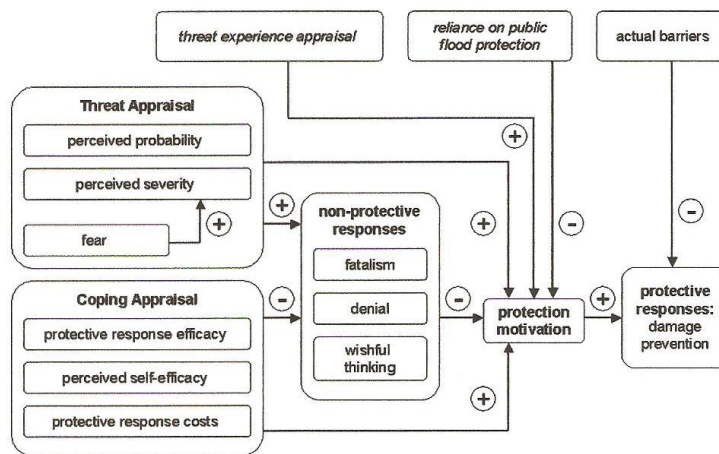 threat experience appraisal
reliance on public
flood protection
actual barriers
Threat Appraisal
perceived probability
perceived severity
fear
+
+
+
+
-
-
non-protective
responses
fatalism
denial
wishful
thinking
Coping Appraisal
protective response efficacy
perceived self-efficacy
protective response costs
-
-
+
protection
motivation
+
protective
responses:
damage
prevention